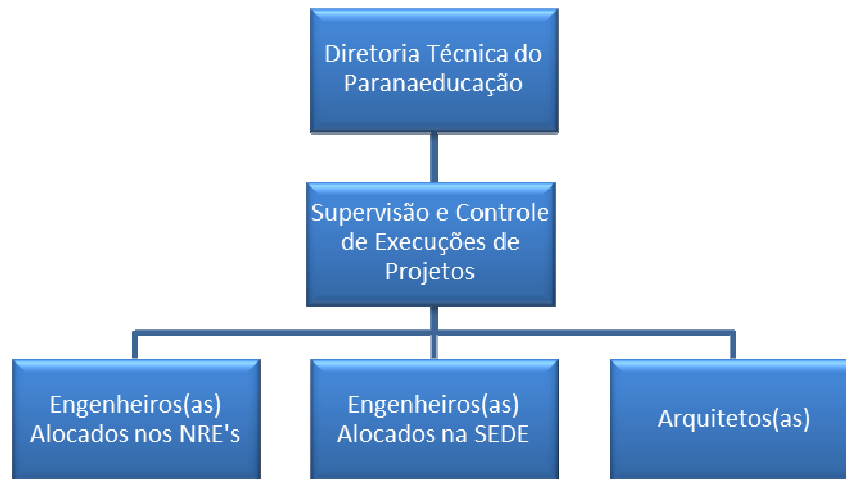 Diretoria Técnica do
Paranaeducação
Supervisão e Controle
de Execuções de
Projetos
Engenheiros(as)
Alocados nos NRE's
Engenheiros(as)
Alocados na SEDE
Arquitetos(as)